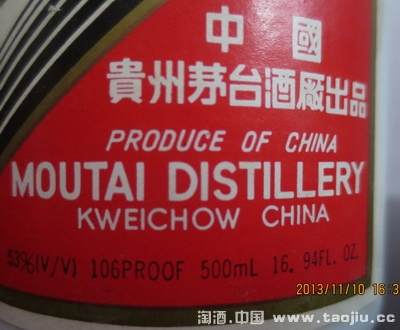 中國
貴州茅台酒厰出品
PRODUCE OF CHINA
MOUTAI DISTILLERY
KWEICHOW CHINA
53%(V/V) 106PROOF 500mL 16. 94FL. OZ.
2013/11/10 16:3
淘酒.中国 www.taojiu.cc